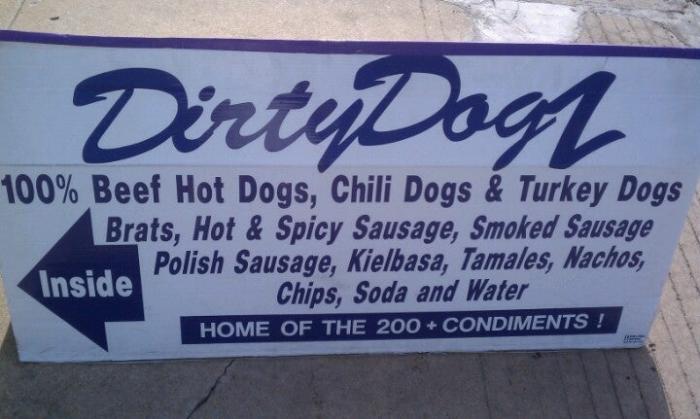 DirtyDogz
100% Beef Hot Dogs, Chili Dogs & Turkey Dogs
Brats, Hot & Spicy Sausage, Smoked Sausage
Polish Sausage, Kielbasa, Tamales, Nachos,
Chips, Soda and Water
Inside
HOME OF THE 200 + CONDIMENTS !